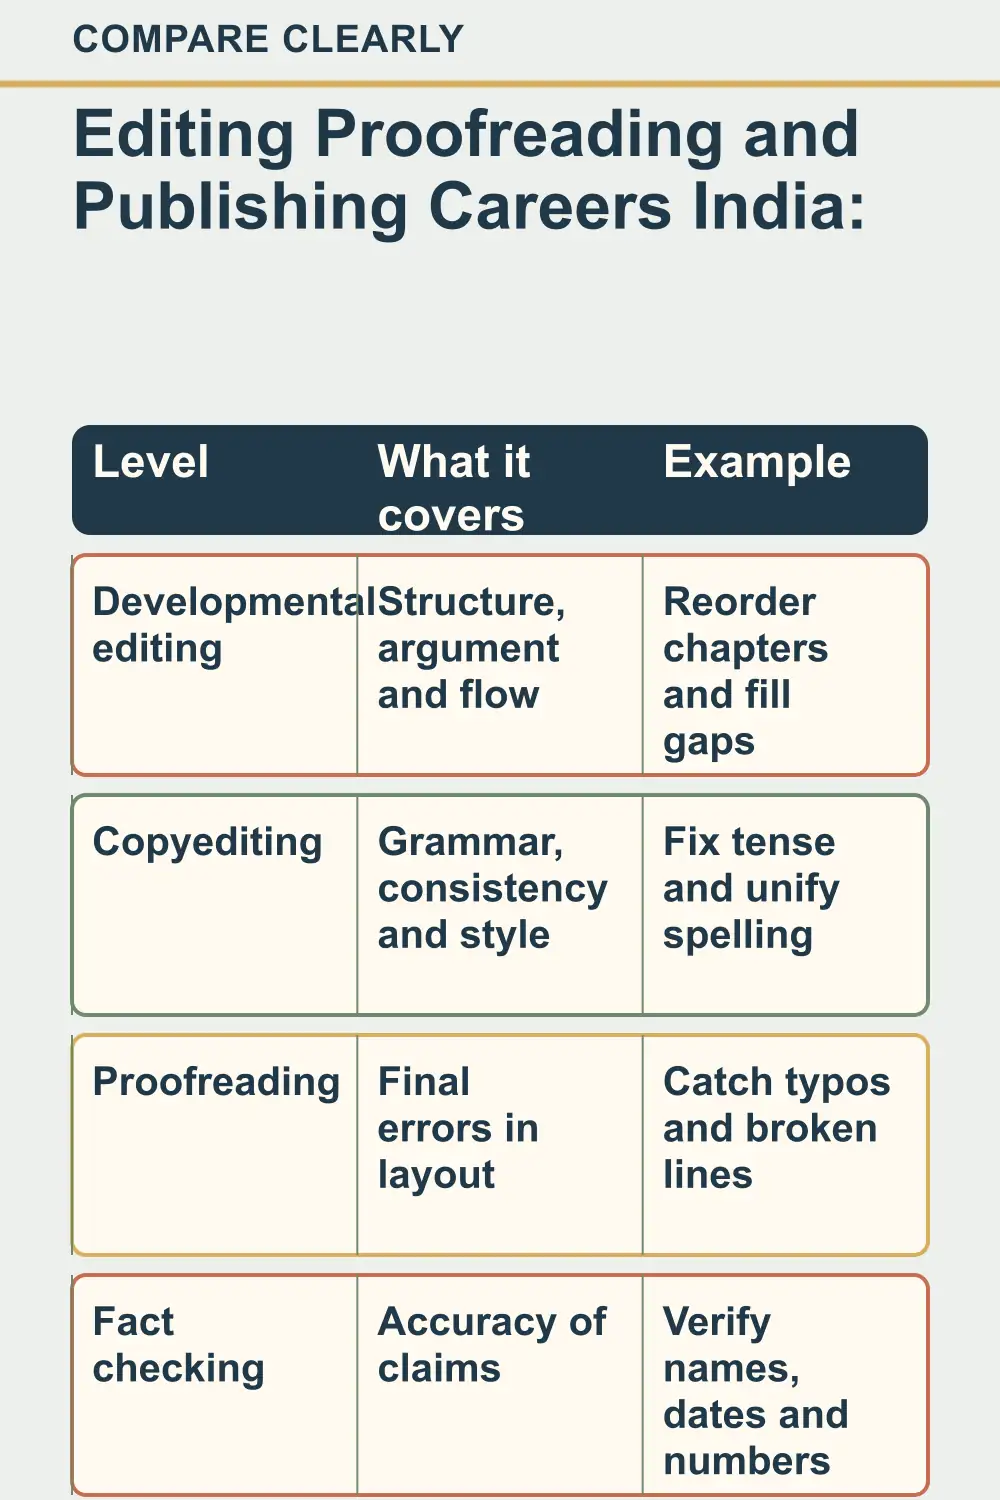 COMPARE CLEARLY
Editing Proofreading and
Publishing Careers India:
Level
What it
covers
Example
Developmental
editing
Structure,
argument
and flow
Reorder
chapters
and fill
gaps
Copyediting
Grammar,
consistency
and style
Fix tense
and unify
spelling
Proofreading
Final
errors in
layout
Catch typos
and broken
lines
Fact
checking
Accuracy of
claims
Verify
names,
dates and
numbers